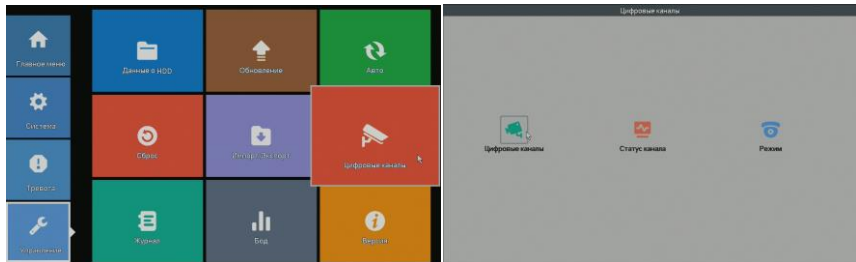 Главное меню
Данные о HDD
Обновление
Авто
Система
Сброс
Импорт/Экспорт
Цифровые каналы
Тревога
Управление
Журнал
Бод
Версия
Цифровые каналы
Цифровые каналы
Статус канала
Режим